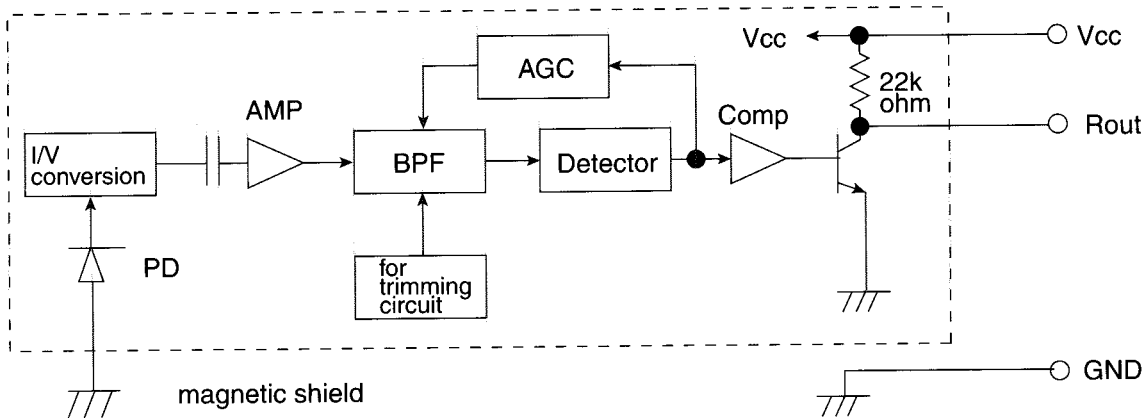 Vcc
Vcc
AGC
22k
ohm
AMP
Comp
Rout
I/V
conversion
BPF
Detector
PD
for
trimming
circuit
GND
magnetic shield